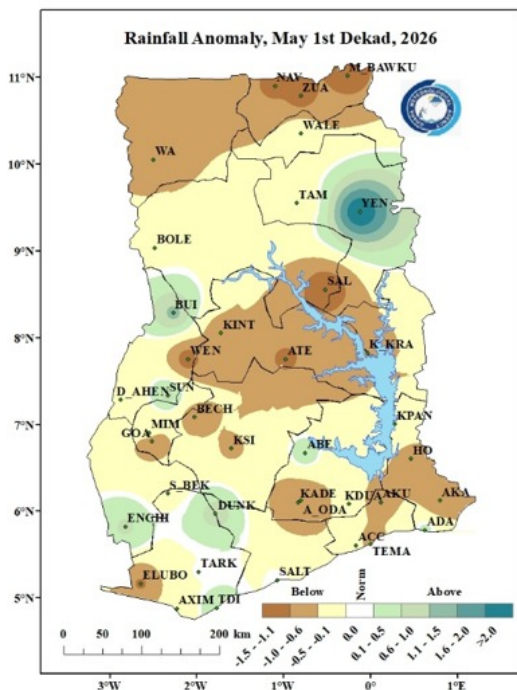 Rainfall Anomaly, May 1st Dekad, 2026
11°N
M_BAWKU
NAV
ZUA
WALE
WA
10°N
TAM
YEN
BOLE
9°N
SAL
BUI
8°N
KINT
WEN
ATE
K_KRA
D_AHEN
SUN
BECH
KPAN
7°N
MIM
GOA
KSI
ABE
HO
S_BEK
KADE
KDUA
AKU
AKA
6°N
DUNK
A_ODA
ENCHI
ADA
ACC
TEMA
ELUBO
TARK
SALT
5°N
AXIM
TDI
Below
Norm
Above
0 100 200
km
-1.5 - -1.1
-1.0 - -0.6
-0.5 - -0.1
0.0
0.1 - 0.5
0.6 - 1.0
1.1 - 1.5
1.6 - 2.0
>2.0
3°W 2°W 1°W 0° 1°E